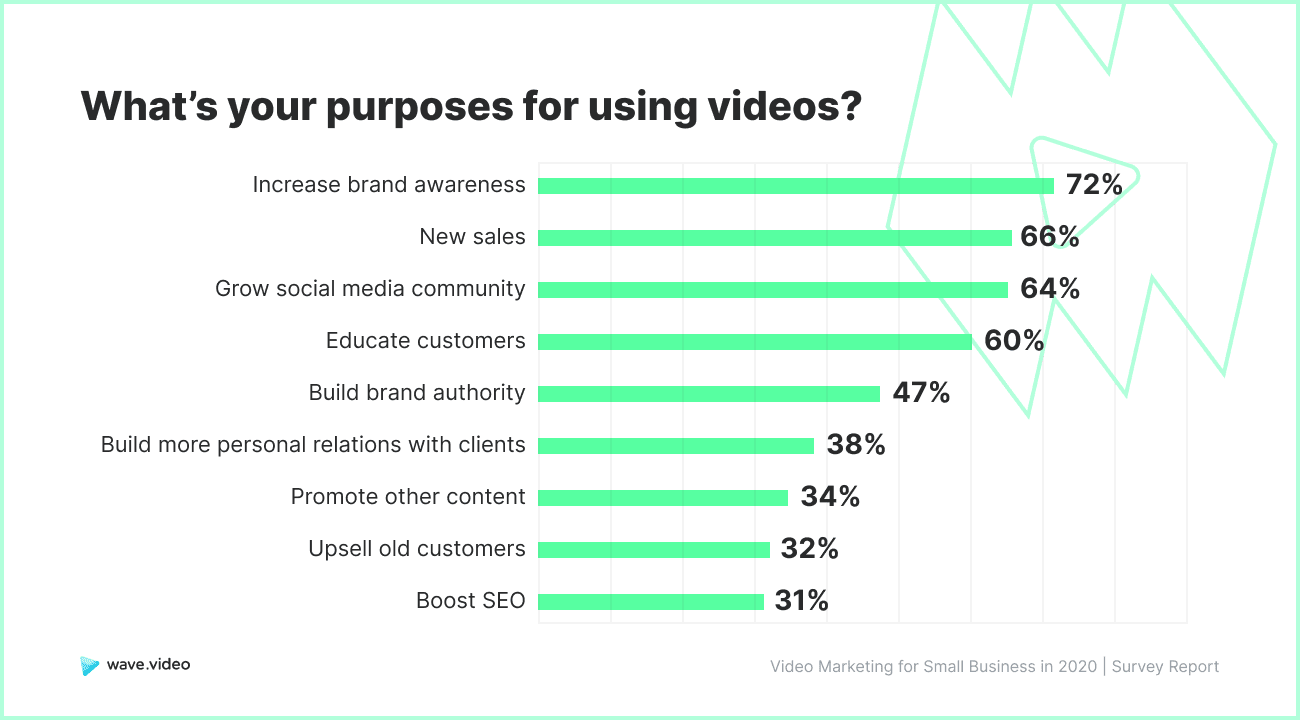 What’s your purposes for using videos?
Increase brand awareness 72%
New sales 66%
Grow social media community 64%
Educate customers 60%
Build brand authority 47%
Build more personal relations with clients 38%
Promote other content 34%
Upsell old customers 32%
Boost SEO 31%
wave.video
Video Marketing for Small Business in 2020 | Survey Report